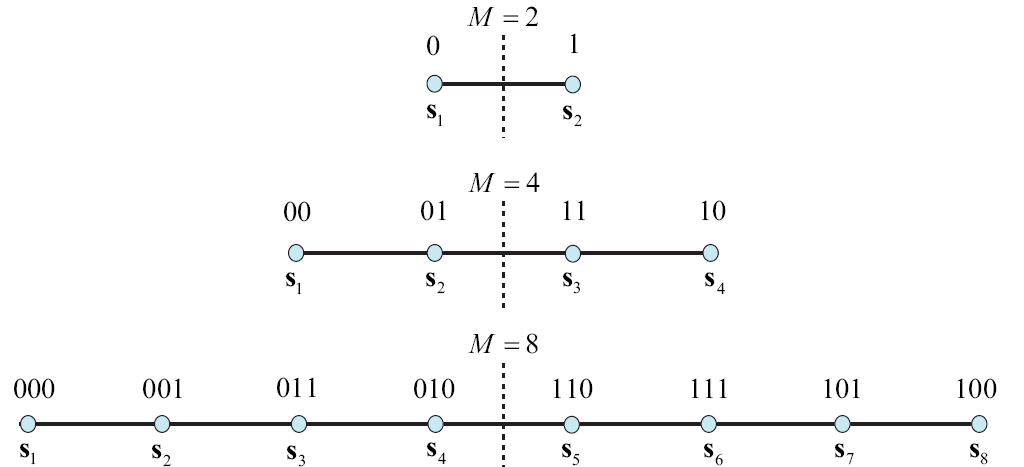 M = 2
0 1
s1 s2
M = 4
00 01 11 10
s1 s2 s3 s4
M = 8
000 001 011 010 110 111 101 100
s1 s2 s3 s4 s5 s6 s7 s8